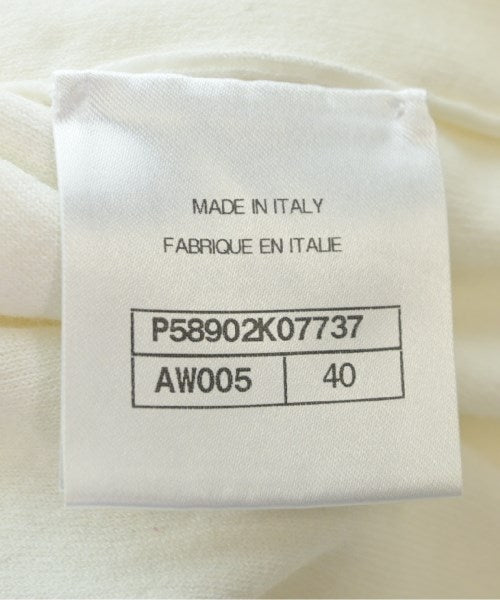 MADE IN ITALY
FABRIQUE EN ITALIE
P58902K07737
AW005 40